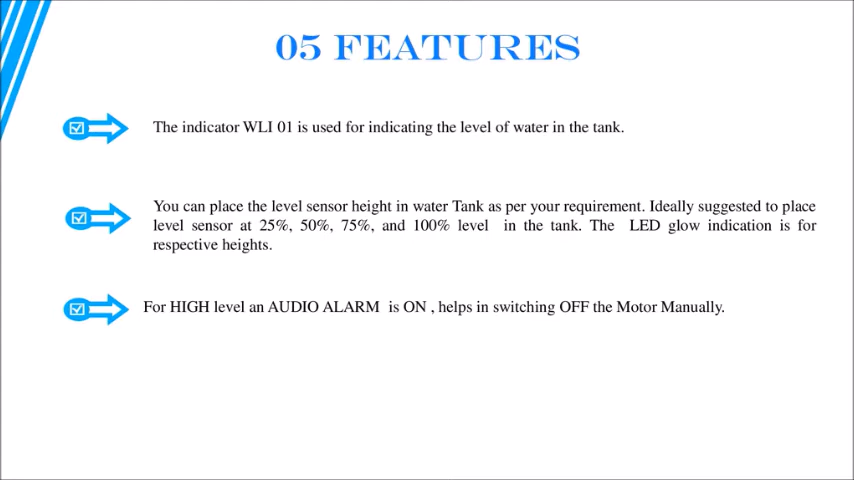 05 FEATURES
The indicator WLI 01 is used for indicating the level of water in the tank.
You can place the level sensor height in water Tank as per your requirement. Ideally suggested to place
level sensor at 25%, 50%, 75%, and 100% level in the tank. The LED glow indication is for
respective heights.
For HIGH level an AUDIO ALARM is ON , helps in switching OFF the Motor Manually.